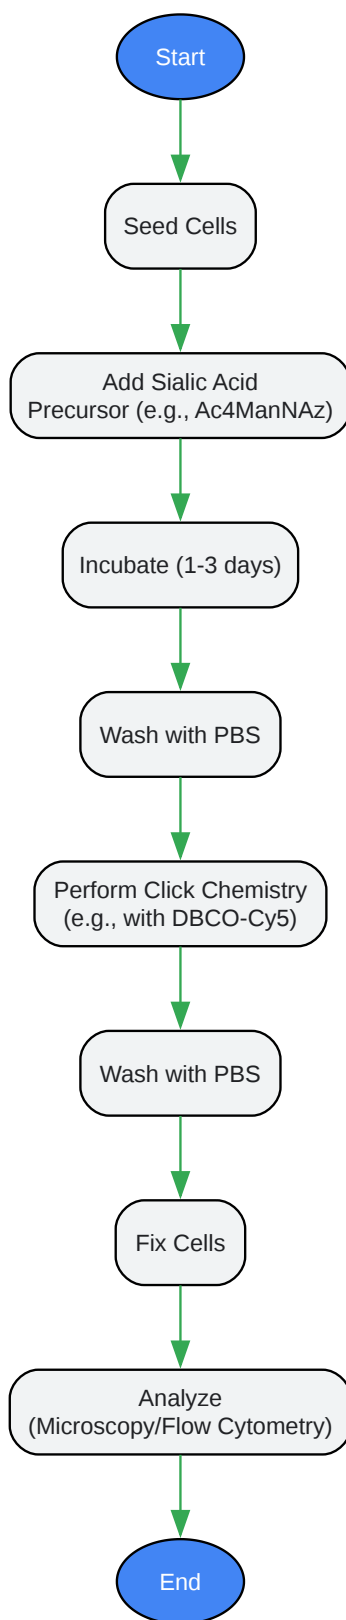 Start
Seed Cells
Add Sialic Acid
Precursor (e.g., Ac4ManNAz)
Incubate (1-3 days)
Wash with PBS
Perform Click Chemistry
(e.g., with DBCO-Cy5)
Wash with PBS
Fix Cells
Analyze
(Microscopy/Flow Cytometry)
End